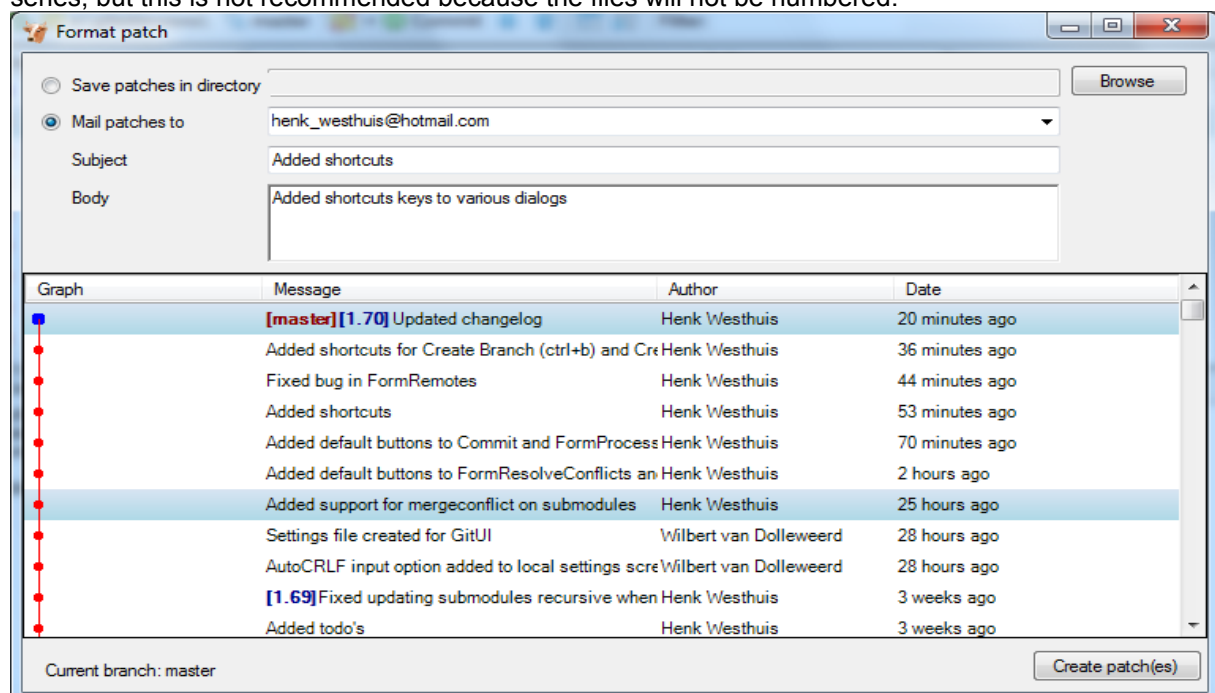 series, but this is not recommended because the files will not be numbered.
Format patch
Save patches in directory
Browse
Mail patches to henk_westhuis@hotmail.com
Subject Added shortcuts
Body Added shortcuts keys to various dialogs
Graph Message Author Date
[master][1.70] Updated changelog Henk Westhuis 20 minutes ago
Added shortcuts for Create Branch (ctrl+b) and Cre Henk Westhuis 36 minutes ago
Fixed bug in FormRemotes Henk Westhuis 44 minutes ago
Added shortcuts Henk Westhuis 53 minutes ago
Added default buttons to Commit and FormProcess Henk Westhuis 70 minutes ago
Added default buttons to FormResolveConflicts an Henk Westhuis 2 hours ago
Added support for mergeconflict on submodules Henk Westhuis 25 hours ago
Settings file created for GitUI Wilbert van Dolleweerd 28 hours ago
AutoCRLF input option added to local settings scre Wilbert van Dolleweerd 28 hours ago
[1.69] Fixed updating submodules recursive when Henk Westhuis 3 weeks ago
Added todo's Henk Westhuis 3 weeks ago
Current branch: master
Create patch(es)